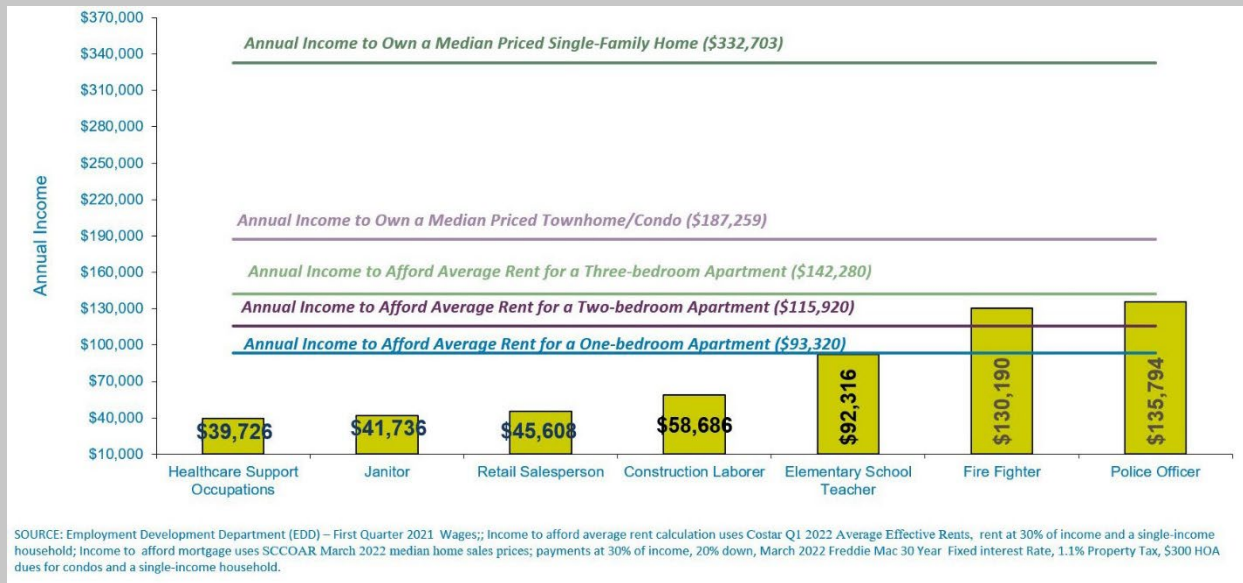 $370,000
Annual Income to Own a Median Priced Single-Family Home ($332,703)
$340,000
$310,000
$280,000
$250,000
$220,000
Annual Income to Own a Median Priced Townhome/Condo ($187,259)
$190,000
$160,000
Annual Income to Afford Average Rent for a Three-bedroom Apartment ($142,280)
$130,000
Annual Income to Afford Average Rent for a Two-bedroom Apartment ($115,920)
$100,000
Annual Income to Afford Average Rent for a One-bedroom Apartment ($93,320)
$70,000
$40,000
$10,000
Annual Income
$39,726
$41,736
$45,608
$58,686
$92,316
$130,190
$135,794
Healthcare Support
Occupations
Janitor
Retail Salesperson
Construction Laborer
Elementary School
Teacher
Fire Fighter
Police Officer
SOURCE: Employment Development Department (EDD) – First Quarter 2021 Wages;; Income to afford average rent calculation uses Costar Q1 2022 Average Effective Rents, rent at 30% of income and a single-income
household; Income to afford mortgage uses SCCOAR March 2022 median home sales prices; payments at 30% of income, 20% down, March 2022 Freddie Mac 30 Year Fixed interest Rate, 1.1% Property Tax, $300 HOA
dues for condos and a single-income household.